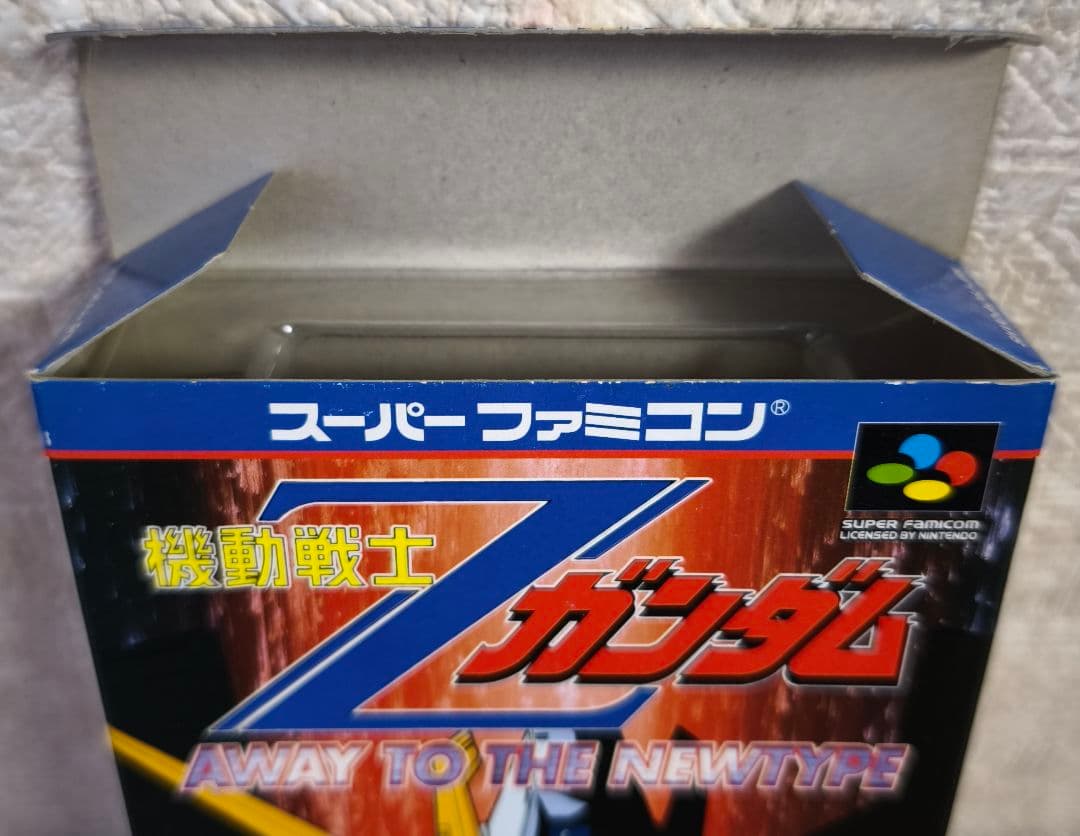 スーパーファミコン®
SUPER FAMICOM
LICENSED BY NINTENDO
機動戦士
Z
ガンダム
AWAY TO THE NEWTYPE